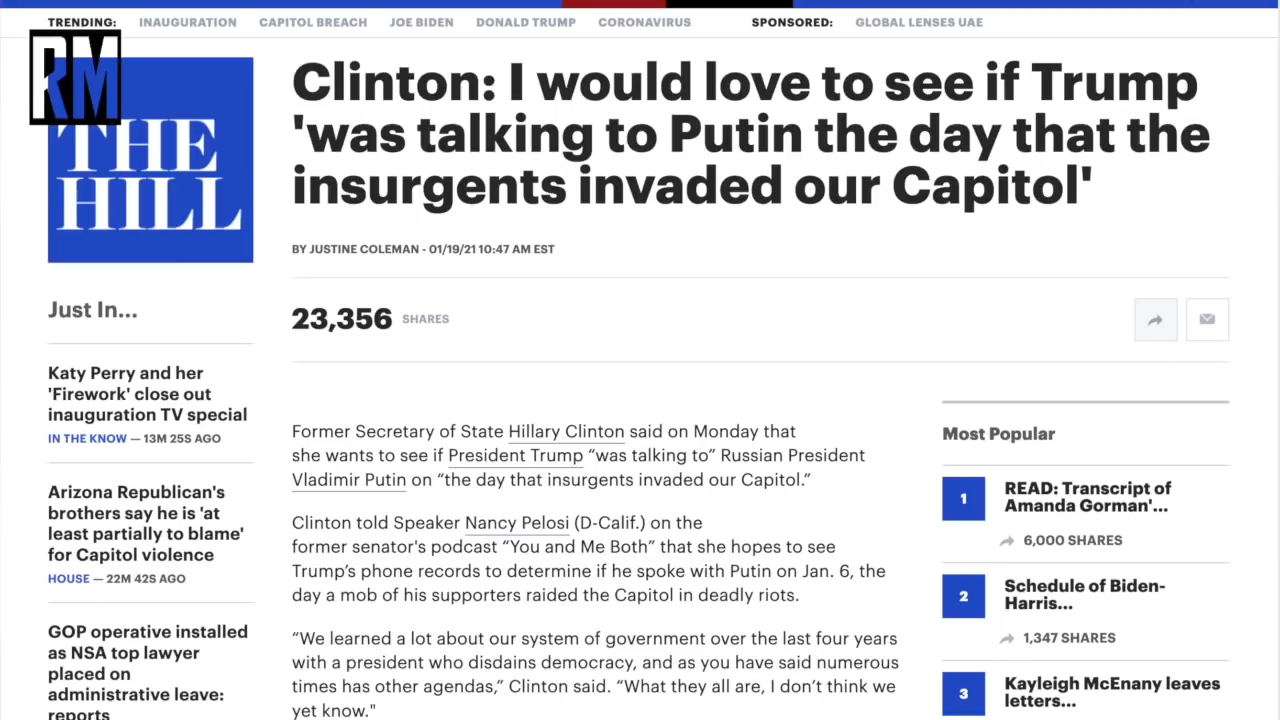 TRENDING: INAUGURATION CAPITOL BREACH JOE BIDEN DONALD TRUMP CORONAVIRUS SPONSORED: GLOBAL LENSES UAE
RM
THE
HILL
Clinton: I would love to see if Trump
'was talking to Putin the day that the
insurgents invaded our Capitol'
BY JUSTINE COLEMAN - 01/19/21 10:47 AM EST
23,356 SHARES
Just In...
Katy Perry and her
'Firework' close out
inauguration TV special
IN THE KNOW — 13M 25S AGO
Arizona Republican's
brothers say he is 'at
least partially to blame'
for Capitol violence
HOUSE — 22M 42S AGO
GOP operative installed
as NSA top lawyer
placed on
administrative leave:
reports
Former Secretary of State Hillary Clinton said on Monday that
she wants to see if President Trump “was talking to” Russian President
Vladimir Putin on “the day that insurgents invaded our Capitol.”
Clinton told Speaker Nancy Pelosi (D-Calif.) on the
former senator's podcast “You and Me Both” that she hopes to see
Trump’s phone records to determine if he spoke with Putin on Jan. 6, the
day a mob of his supporters raided the Capitol in deadly riots.
“We learned a lot about our system of government over the last four years
with a president who disdains democracy, and as you have said numerous
times has other agendas,” Clinton said. “What they all are, I don’t think we
yet know."
Most Popular
1 READ: Transcript of
Amanda Gorman'...
6,000 SHARES
2 Schedule of Biden-
Harris...
1,347 SHARES
3 Kayleigh McEnany leaves
letters...